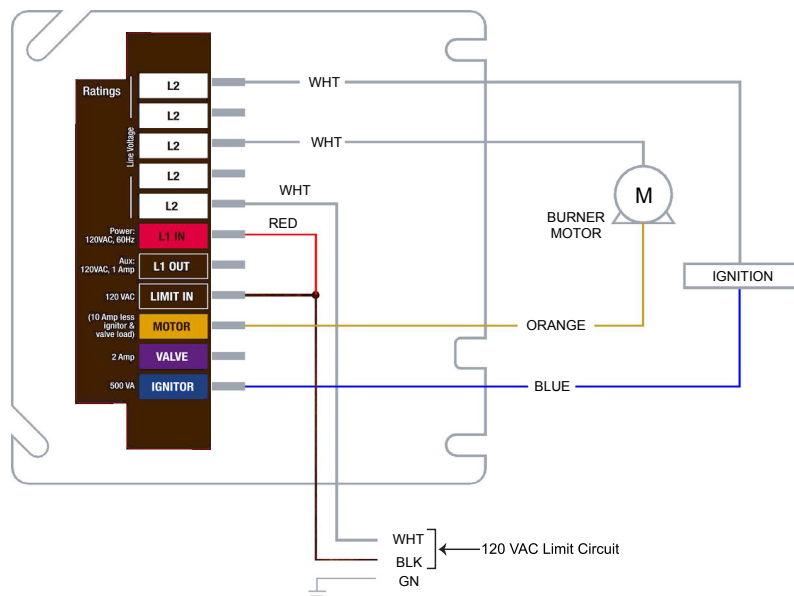 WHT
Ratings
L2
L2
WHT
L2
Line Voltage
L2
WHT
L2
RED
Power:
120VAC, 60Hz
L1 IN
M
BURNER
MOTOR
Aux:
120VAC, 1 Amp
L1 OUT
IGNITION
120 VAC
LIMIT IN
(10 Amp less
ignitor &
valve load)
MOTOR
ORANGE
2 Amp
VALVE
500 VA
IGNITOR
BLUE
WHT
120 VAC Limit Circuit
BLK
GN